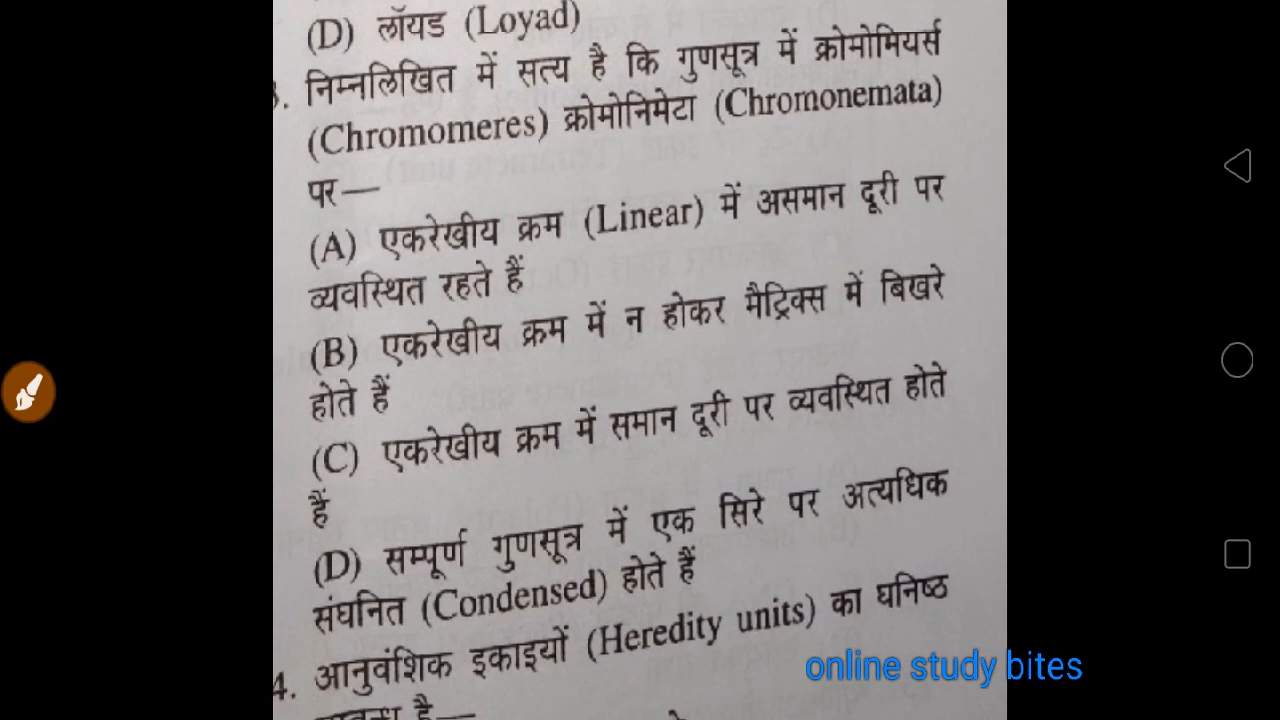 (D) लॉयड (Loyad)
3. निम्नलिखित में सत्य है कि गुणसूत्र में क्रोमोमियर्स
(Chromomeres) क्रोमोनिमेटा (Chromonemata)
पर—
(A) एकरेखीय क्रम (Linear) में असमान दूरी पर
व्यवस्थित रहते हैं
(B) एकरेखीय क्रम में न होकर मैट्रिक्स में बिखरे
होते हैं
(C) एकरेखीय क्रम में समान दूरी पर व्यवस्थित होते
हैं
(D) सम्पूर्ण गुणसूत्र में एक सिरे पर अत्यधिक
संघनित (Condensed) होते हैं
4. आनुवंशिक इकाइयों (Heredity units) का घनिष्ठ
है—
online study bites